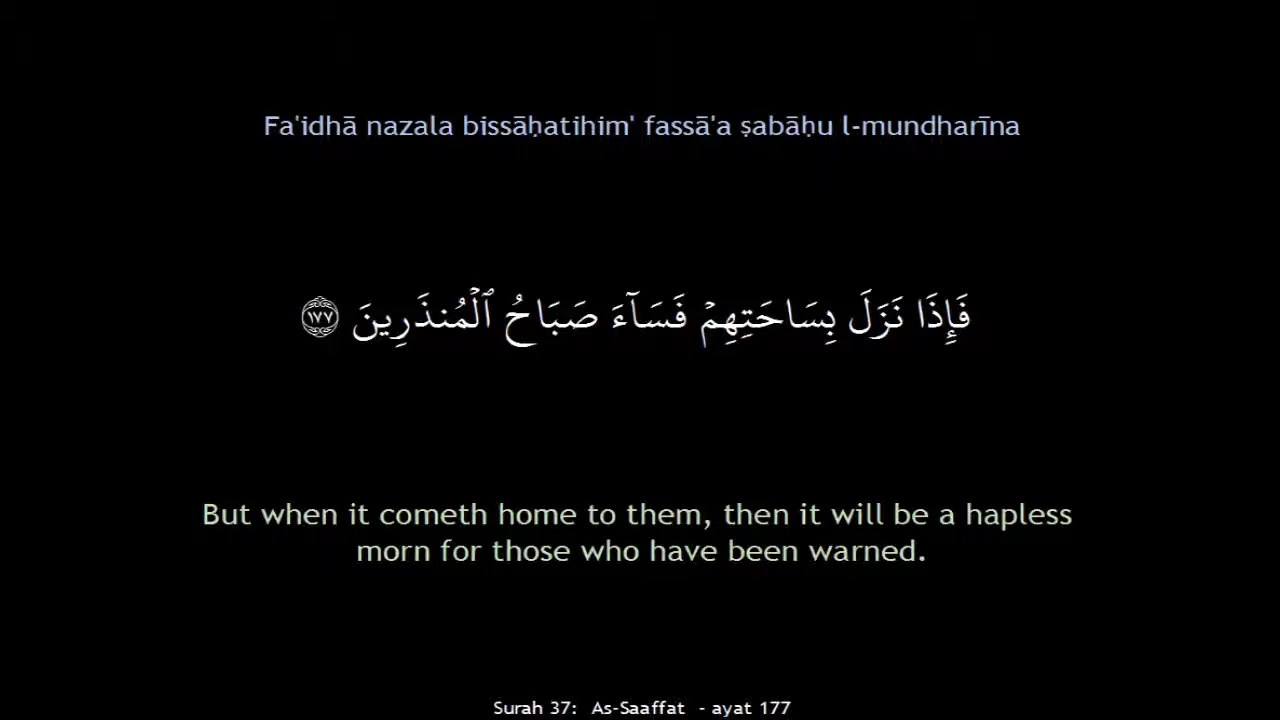 Fa'idhā nazala bissāḥatihim' fassā'a ṣabāḥu l-mundharīna
فَإِذَا نَزَلَ بِسَاحَتِهِمۡ فَسَآءَ صَبَاحُ ٱلۡمُنذَرِينَ ١٧٧
But when it cometh home to them, then it will be a hapless
morn for those who have been warned.
Surah 37: As-Saaffat - ayat 177